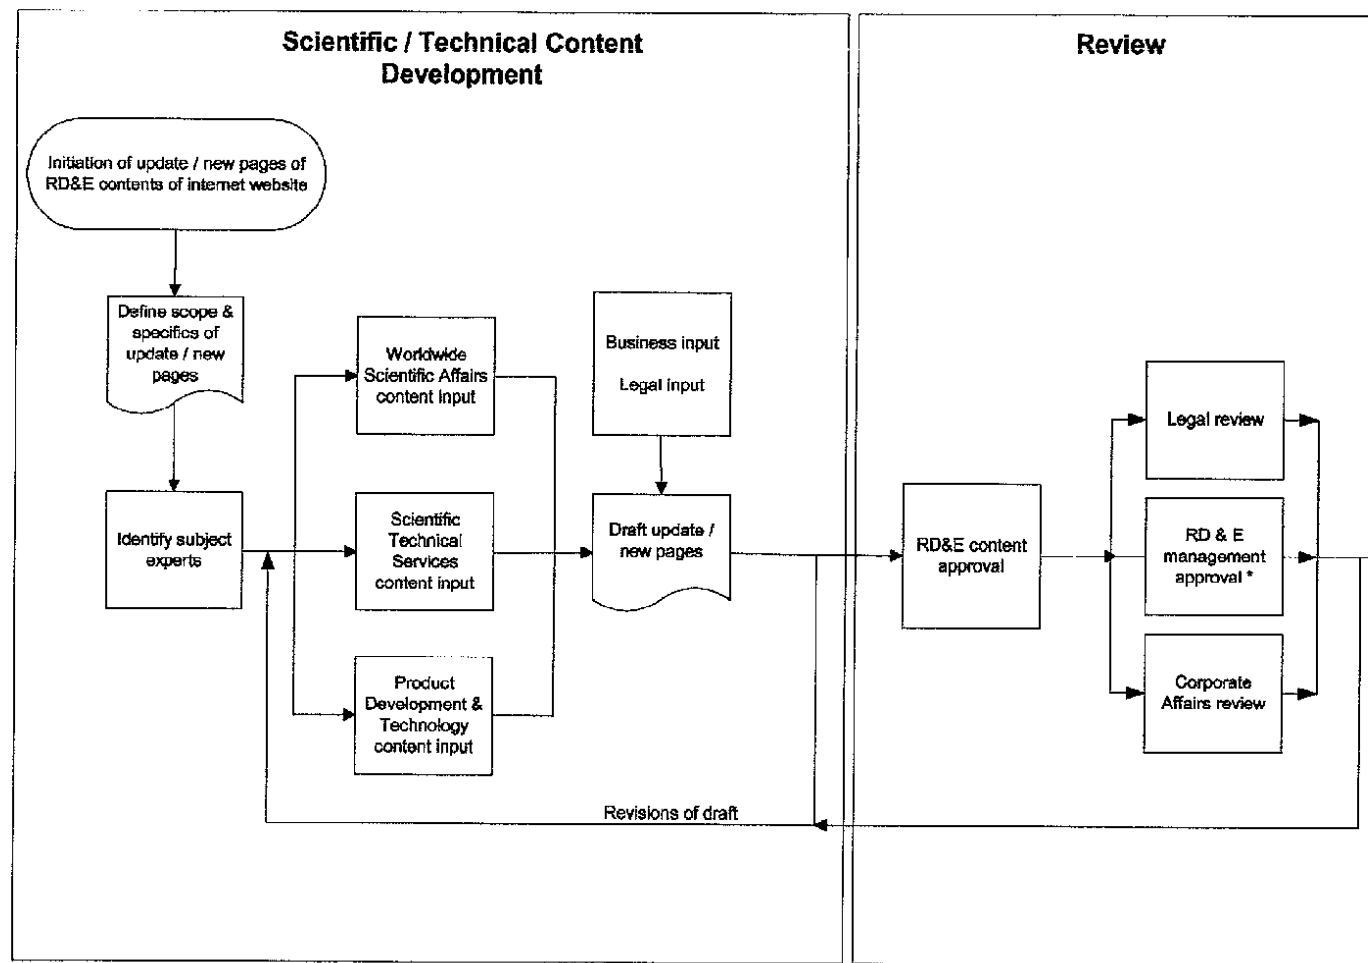 Scientific / Technical Content
Development
Review
Initiation of update / new pages of
RD&E contents of internet website
Define scope &
specifics of
update / new
pages
Identify subject
experts
Worldwide
Scientific Affairs
content input
Scientific
Technical
Services
content input
Product
Development &
Technology
content input
Business input
Legal input
Draft update /
new pages
Revisions of draft
RD&E content
approval
Legal review
RD & E
management
approval *
Corporate
Affairs review